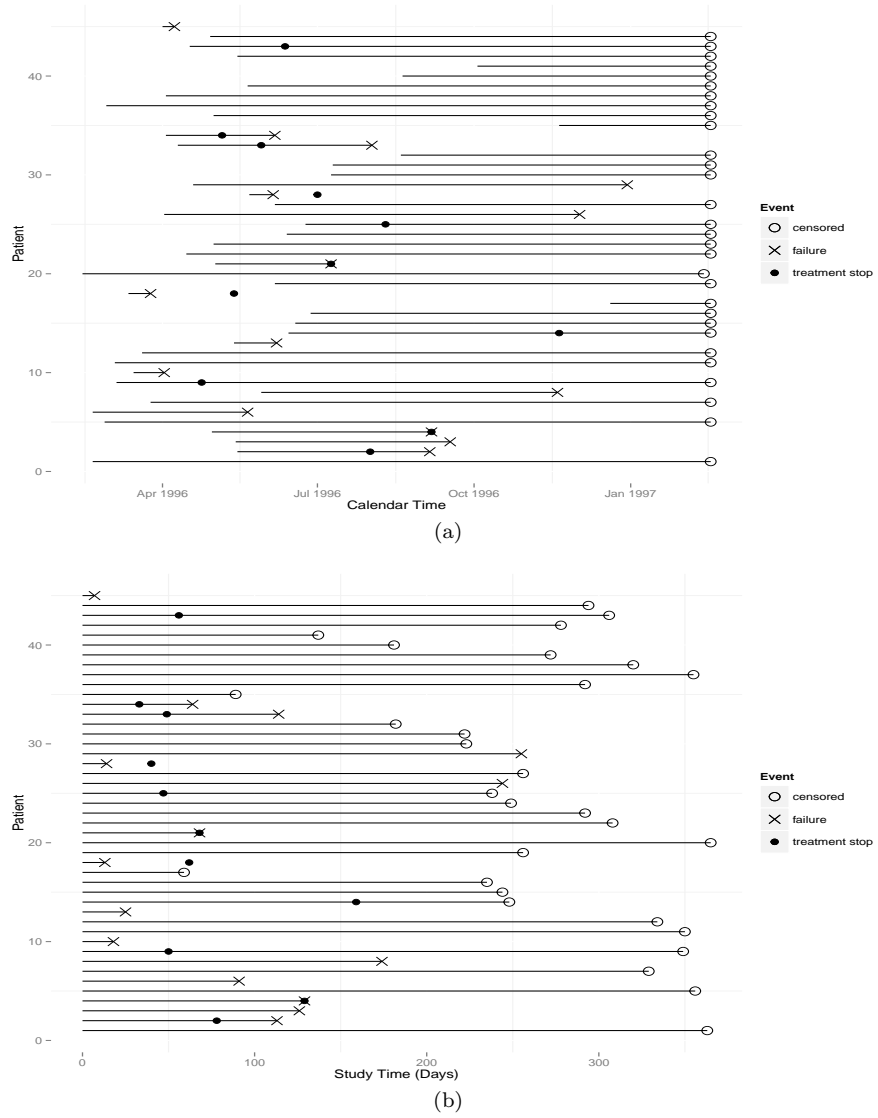 40
30
20
10
0
Patient
Apr 1996
Jul 1996
Oct 1996
Jan 1997
Calendar Time
Event
censored
failure
treatment stop
(a)
40
30
20
10
0
Patient
0
100
200
300
Study Time (Days)
Event
censored
failure
treatment stop
(b)